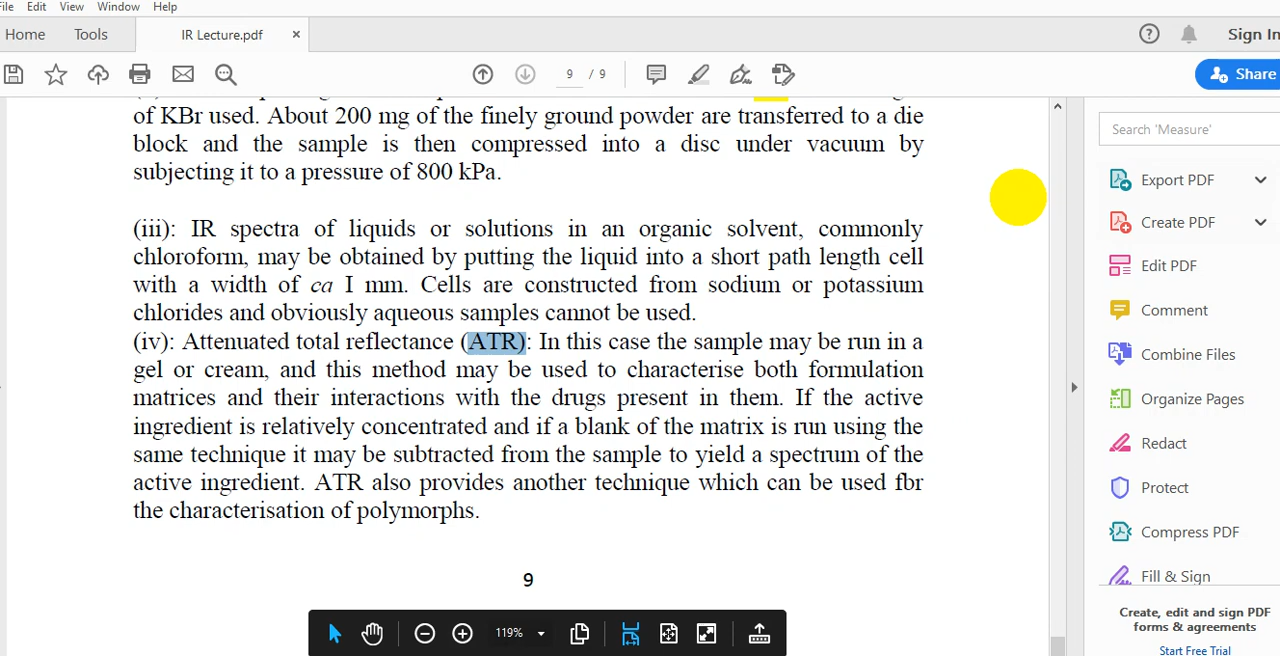 File Edit View Window Help
Home Tools IR Lecture.pdf × Sign In
9 / 9 Share
of KBr used. About 200 mg of the finely ground powder are transferred to a die
block and the sample is then compressed into a disc under vacuum by
subjecting it to a pressure of 800 kPa.
(iii): IR spectra of liquids or solutions in an organic solvent, commonly
chloroform, may be obtained by putting the liquid into a short path length cell
with a width of ca I mm. Cells are constructed from sodium or potassium
chlorides and obviously aqueous samples cannot be used.
(iv): Attenuated total reflectance (ATR): In this case the sample may be run in a
gel or cream, and this method may be used to characterise both formulation
matrices and their interactions with the drugs present in them. If the active
ingredient is relatively concentrated and if a blank of the matrix is run using the
same technique it may be subtracted from the sample to yield a spectrum of the
active ingredient. ATR also provides another technique which can be used fbr
the characterisation of polymorphs.
9
119%
Search 'Measure'
Export PDF
Create PDF
Edit PDF
Comment
Combine Files
Organize Pages
Redact
Protect
Compress PDF
Fill & Sign
Create, edit and sign PDF
forms & agreements
Start Free Trial